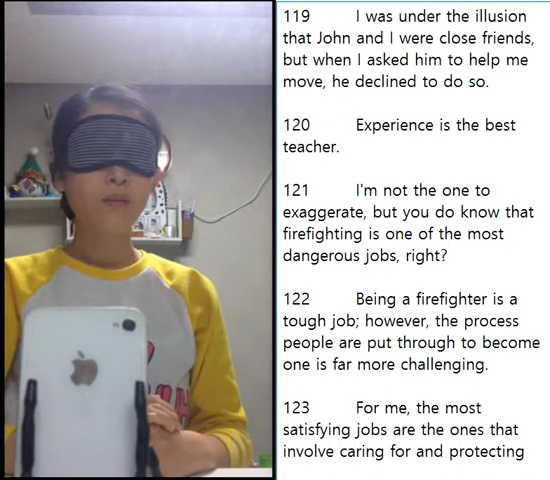 119 I was under the illusion
that John and I were close friends,
but when I asked him to help me
move, he declined to do so.
120 Experience is the best
teacher.
121 I'm not the one to
exaggerate, but you do know that
firefighting is one of the most
dangerous jobs, right?
122 Being a firefighter is a
tough job; however, the process
people are put through to become
one is far more challenging.
123 For me, the most
satisfying jobs are the ones that
involve caring for and protecting